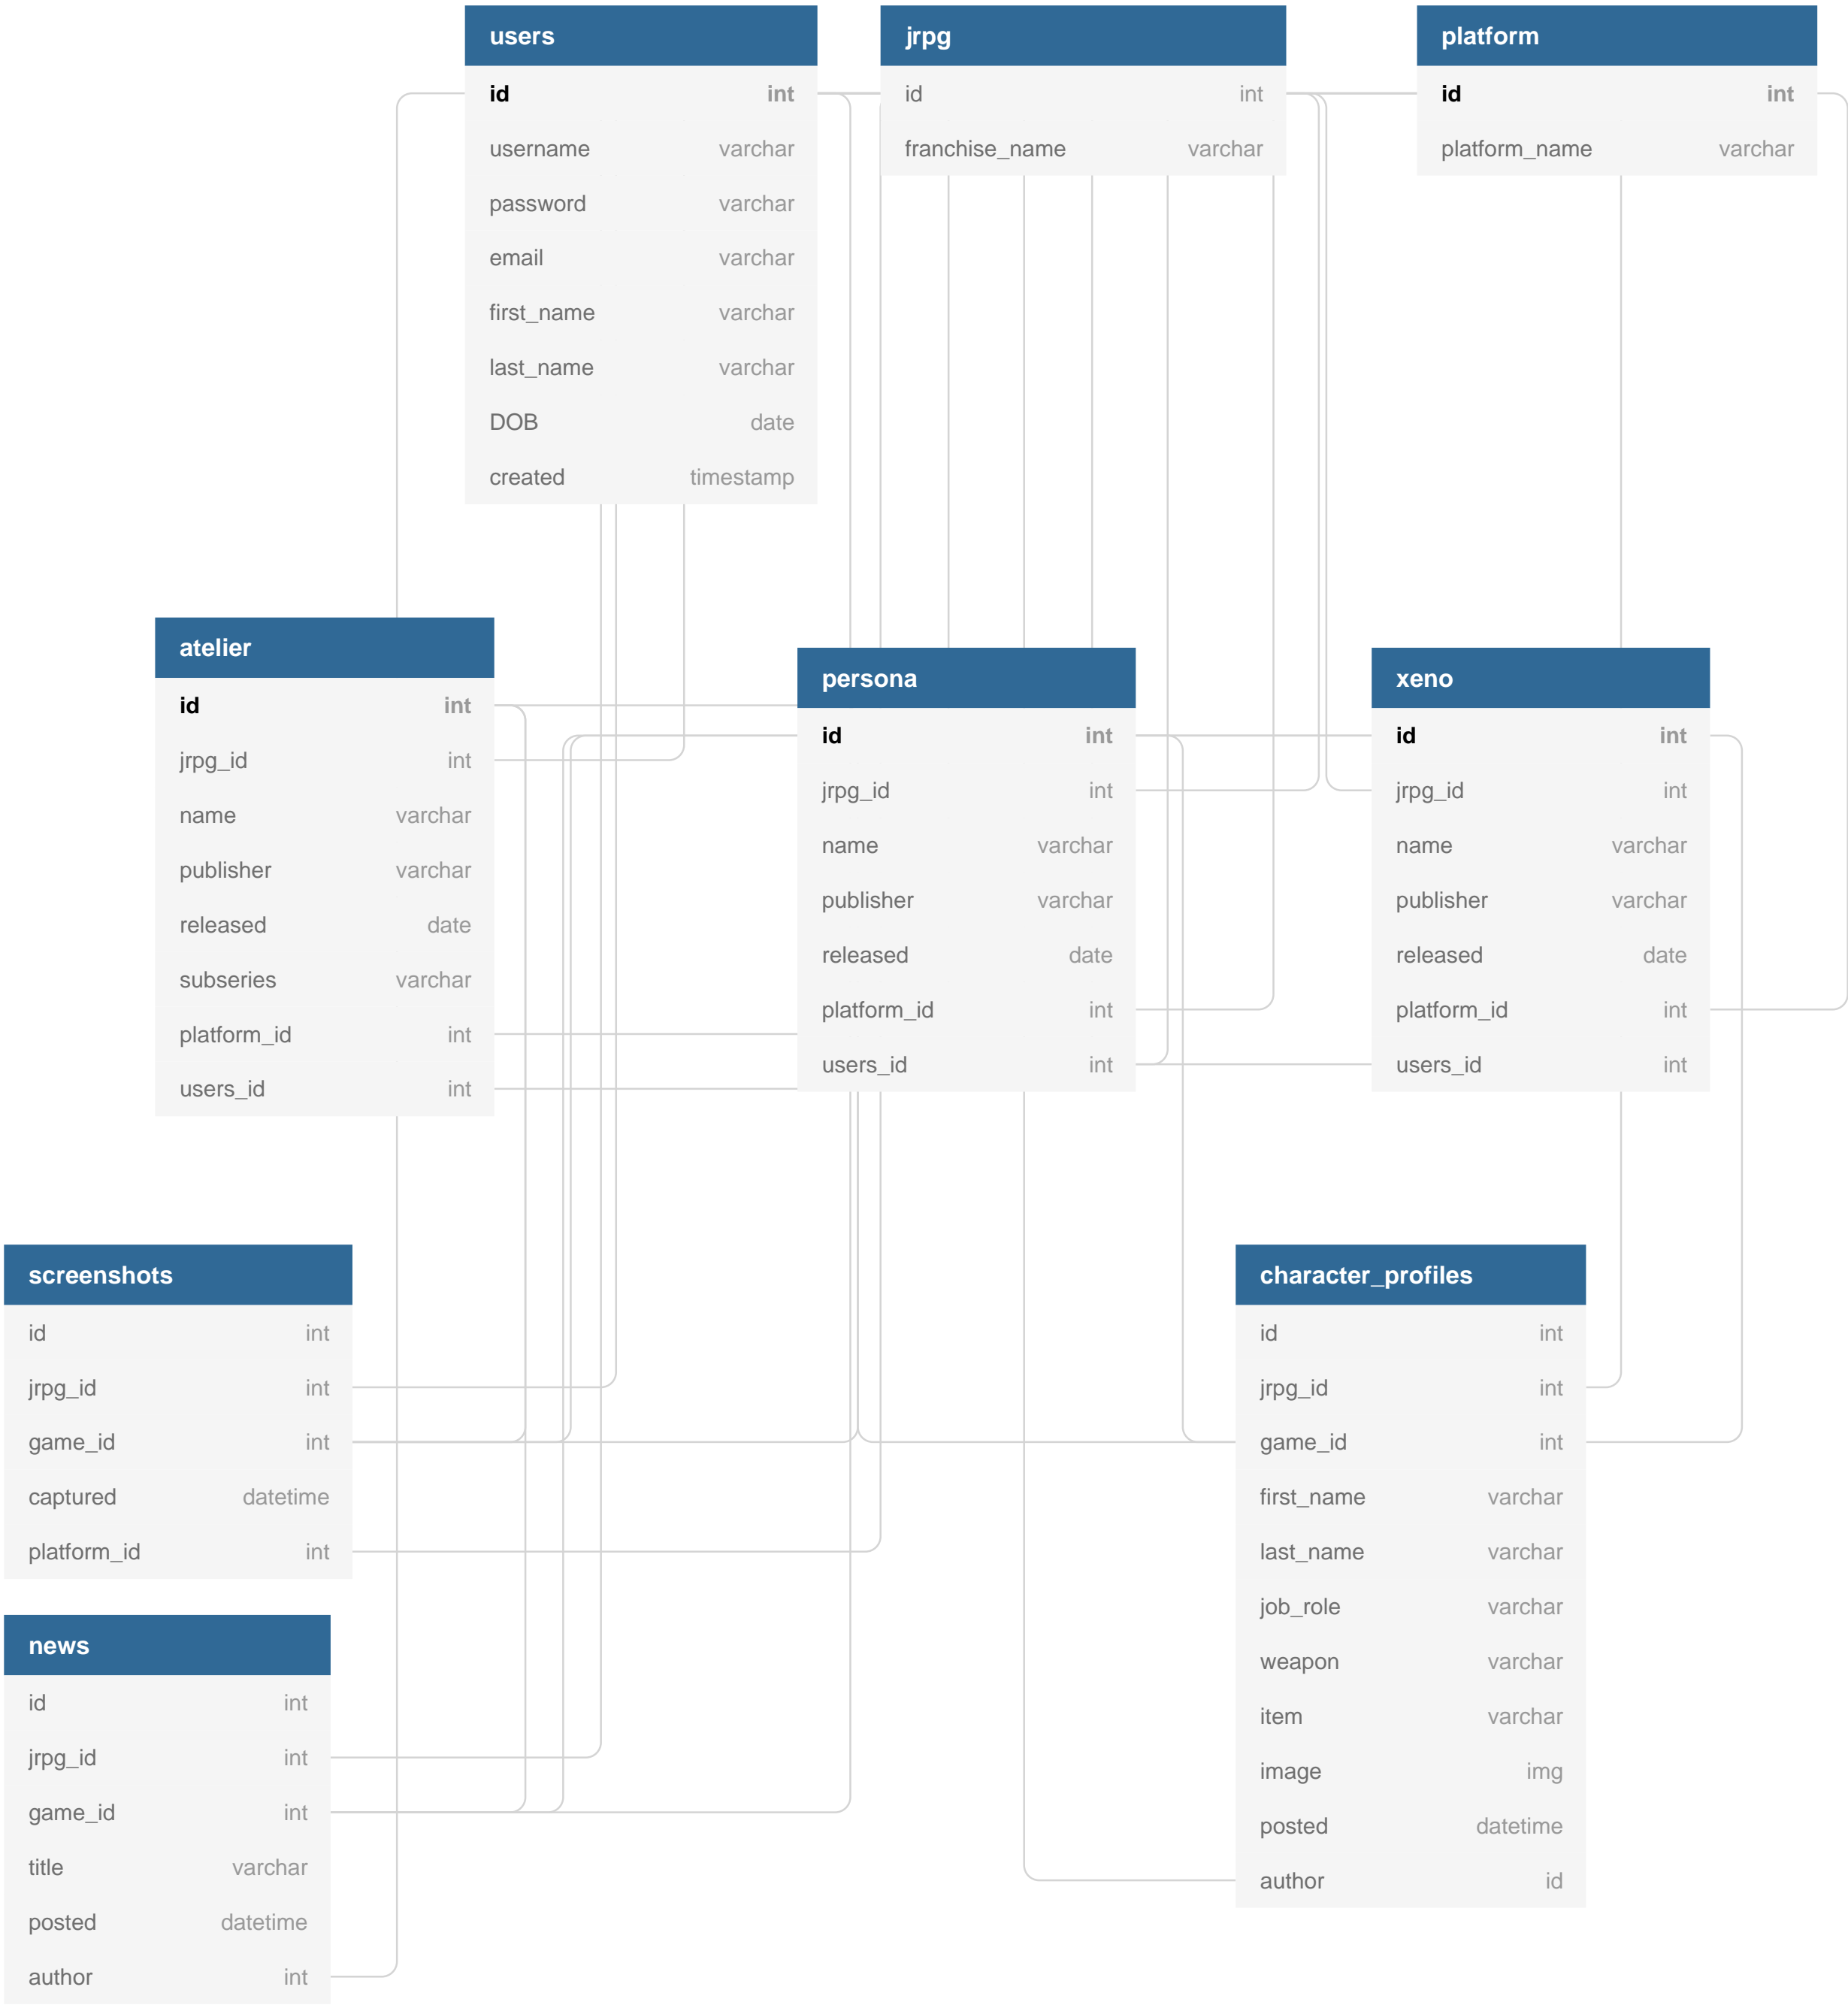 users
id int
username varchar
password varchar
email varchar
first_name varchar
last_name varchar
DOB date
created timestamp
jrpg
id int
franchise_name varchar
platform
id int
platform_name varchar
atelier
id int
jrpg_id int
name varchar
publisher varchar
released date
subseries varchar
platform_id int
users_id int
persona
id int
jrpg_id int
name varchar
publisher varchar
released date
platform_id int
users_id int
xeno
id int
jrpg_id int
name varchar
publisher varchar
released date
platform_id int
users_id int
screenshots
id int
jrpg_id int
game_id int
captured datetime
platform_id int
character_profiles
id int
jrpg_id int
game_id int
first_name varchar
last_name varchar
job_role varchar
weapon varchar
item varchar
image img
posted datetime
author id
news
id int
jrpg_id int
game_id int
title varchar
posted datetime
author int